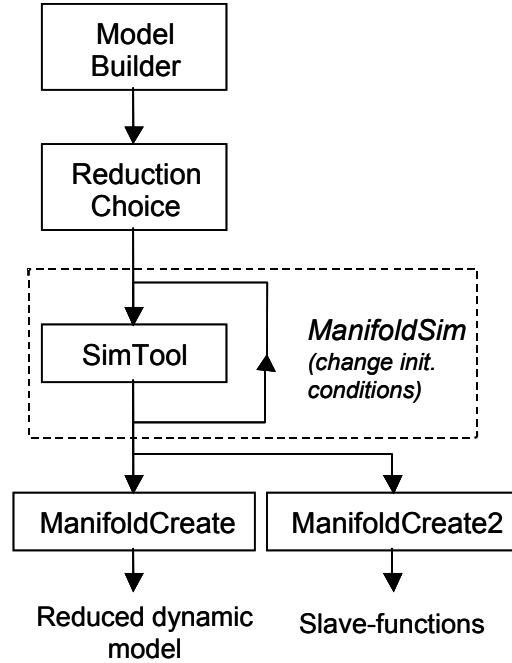 Model
Builder
Reduction
Choice
SimTool
ManifoldSim
(change init.
conditions)
ManifoldCreate
ManifoldCreate2
Reduced dynamic
model
Slave-functions